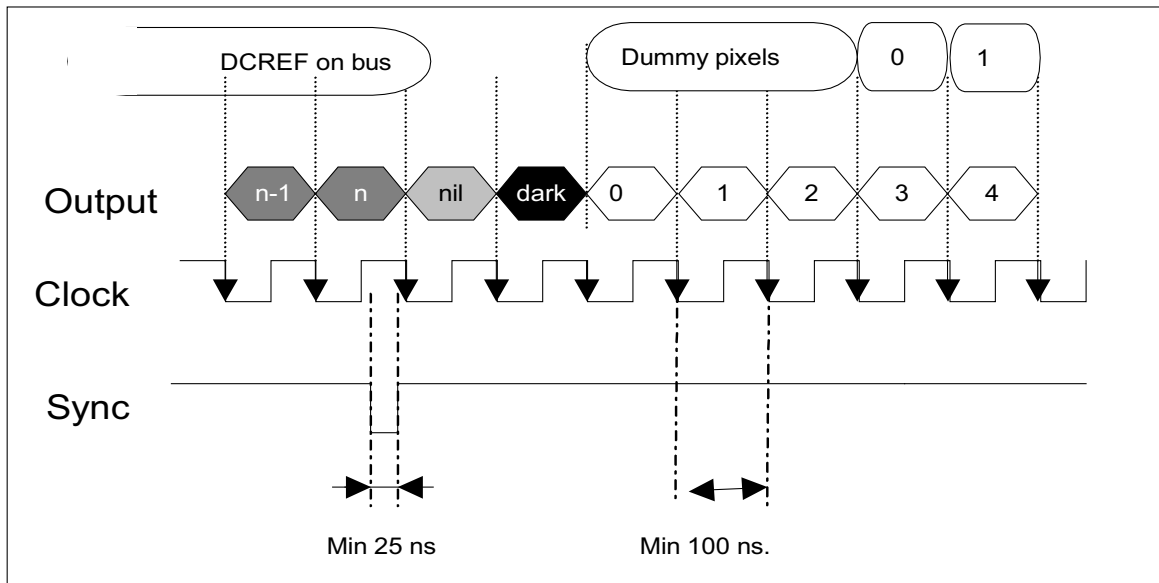 DCREF on bus Dummy pixels 0 1
Output n-1 n nil dark 0 1 2 3 4
Clock
Sync
Min 25 ns Min 100 ns.